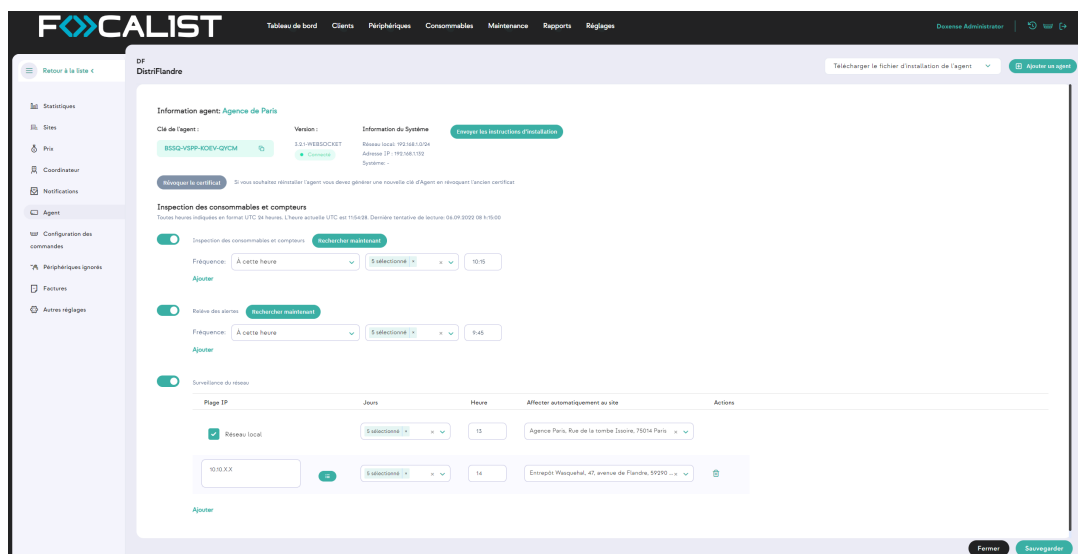 FOCALIST
Tableau de bord Clients Périphériques Consommables Maintenance Rapports Réglages
Doxense Administrator
Retour à la liste <
DF
DistriFlandre
Télécharger le fichier d'installation de l'agent
Ajouter un agent
Statistiques
Sites
Prix
Coordinateur
Notifications
Agent
Configuration des
commandes
Périphériques ignorés
Factures
Autres réglages
Information agent: Agence de Paris
Clé de l'agent : Version : Information du Système
BSSQ-VSPP-KOEV-QYCM
3.2.1-WEBSOCKET
Connecté
Réseau local: 192.168.1.0/24
Adresse IP : 192.168.1.132
Système: -
Envoyer les instructions d'installation
Révoquer le certificat
Si vous souhaitez réinstaller l'agent vous devez générer une nouvelle clé d'Agent en révoquant l'ancien certificat
Inspection des consommables et compteurs
Toutes heures indiquées en format UTC 24 heures. L'heure actuelle UTC est 11:54:28. Dernière tentative de lecture: 06.09.2022 08 h:15:00
Inspection des consommables et compteurs Rechercher maintenant
Fréquence: À cette heure 5 sélectionné × × 10:15
Ajouter
Relève des alertes Rechercher maintenant
Fréquence: À cette heure 5 sélectionné × × 9:45
Ajouter
Surveillance du réseau
Plage IP Jours Heure Affecter automatiquement au site Actions
Réseau local 5 sélectionné × × 13 Agence Paris, Rue de la tombe Issoire, 75014 Paris ×
10.10.X.X 5 sélectionné × × 14 Entrepôt Wasquehal, 47, avenue de Flandre, 59290 ... ×
Ajouter
Fermer Sauvegarder